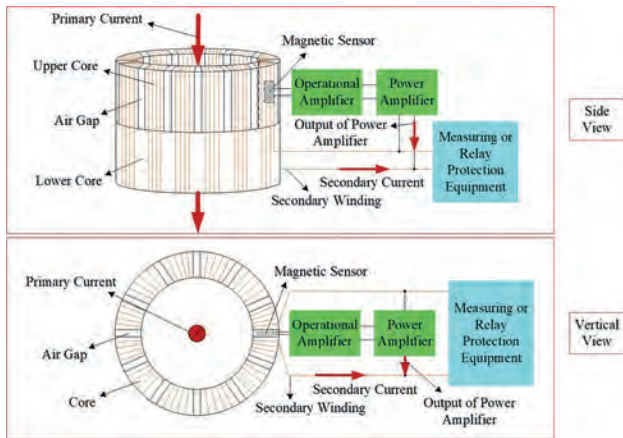 Primary Current
Magnetic Sensor
Upper Core
Operational
Amplifier
Power
Amplifier
Air Gap
Output of Power
Amplifier
Measuring or
Relay
Protection
Equipment
Lower Core
Secondary Current
Secondary Winding
Side
View
Magnetic Sensor
Primary Current
Operational
Amplifier
Power
Amplifier
Measuring or
Relay
Protection
Equipment
Air Gap
Core
Secondary Current
Secondary Winding
Output of Power
Amplifier
Vertical
View